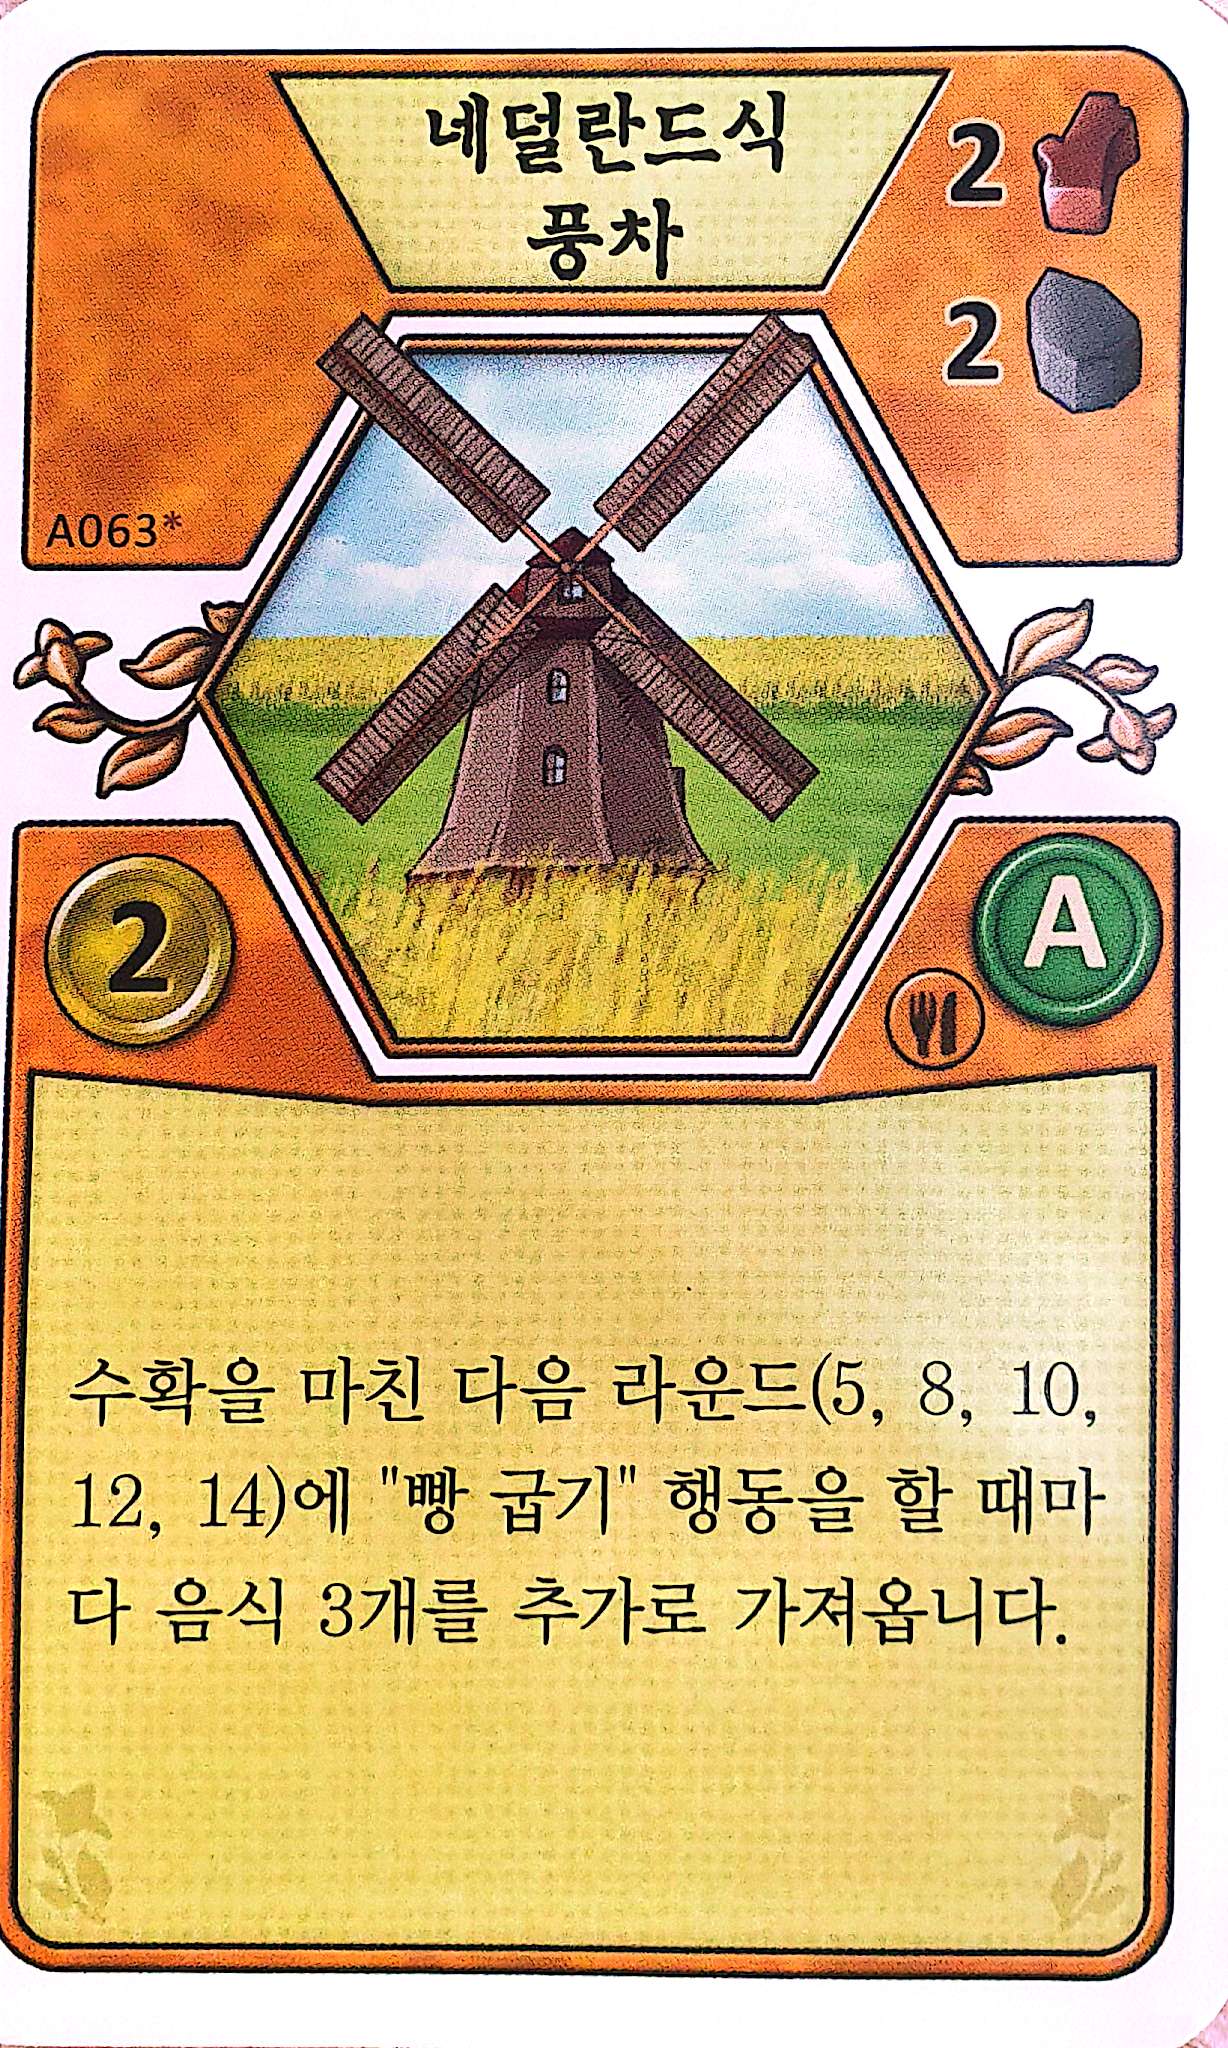 네덜란드식
풍차
2
2
A063*
2
A
수확을 마친 다음 라운드(5, 8, 10,
12, 14)에 "빵 굽기" 행동을 할 때마
다 음식 3개를 추가로 가져옵니다.